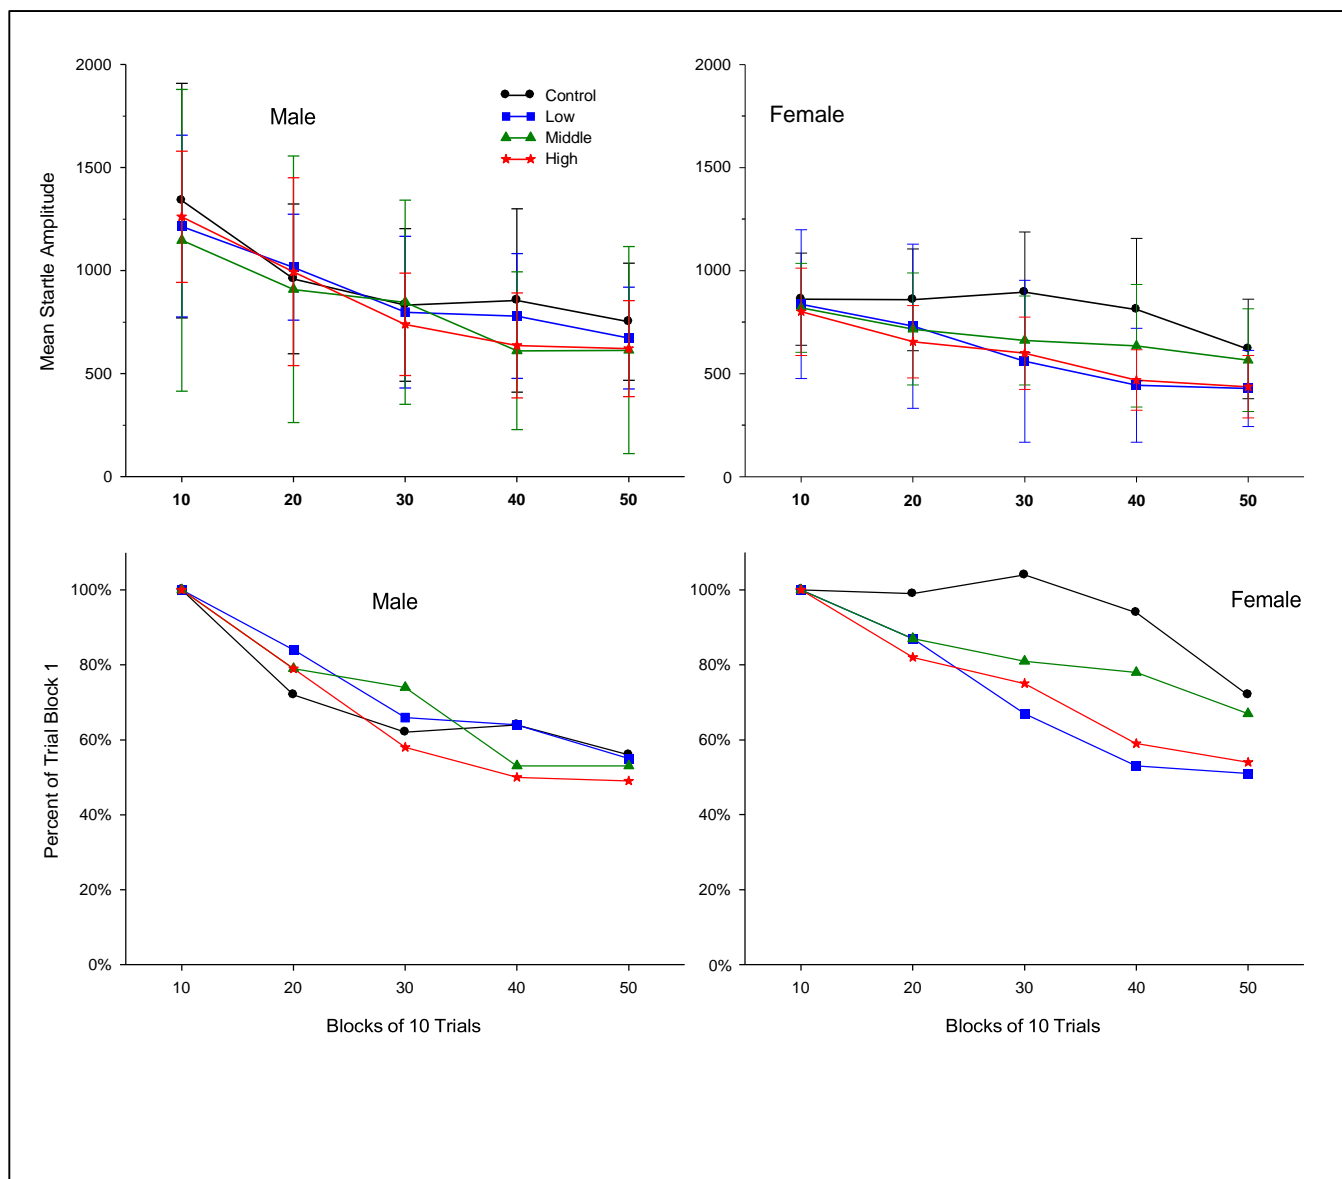 2000
1500
1000
500
0
Mean Startle Amplitude
Male
Control
Low
Middle
High
10 20 30 40 50
2000
1500
1000
500
0
Female
10 20 30 40 50
100%
80%
60%
40%
20%
0%
Percent of Trial Block 1
Male
10 20 30 40 50
Blocks of 10 Trials
100%
80%
60%
40%
20%
0%
Female
10 20 30 40 50
Blocks of 10 Trials